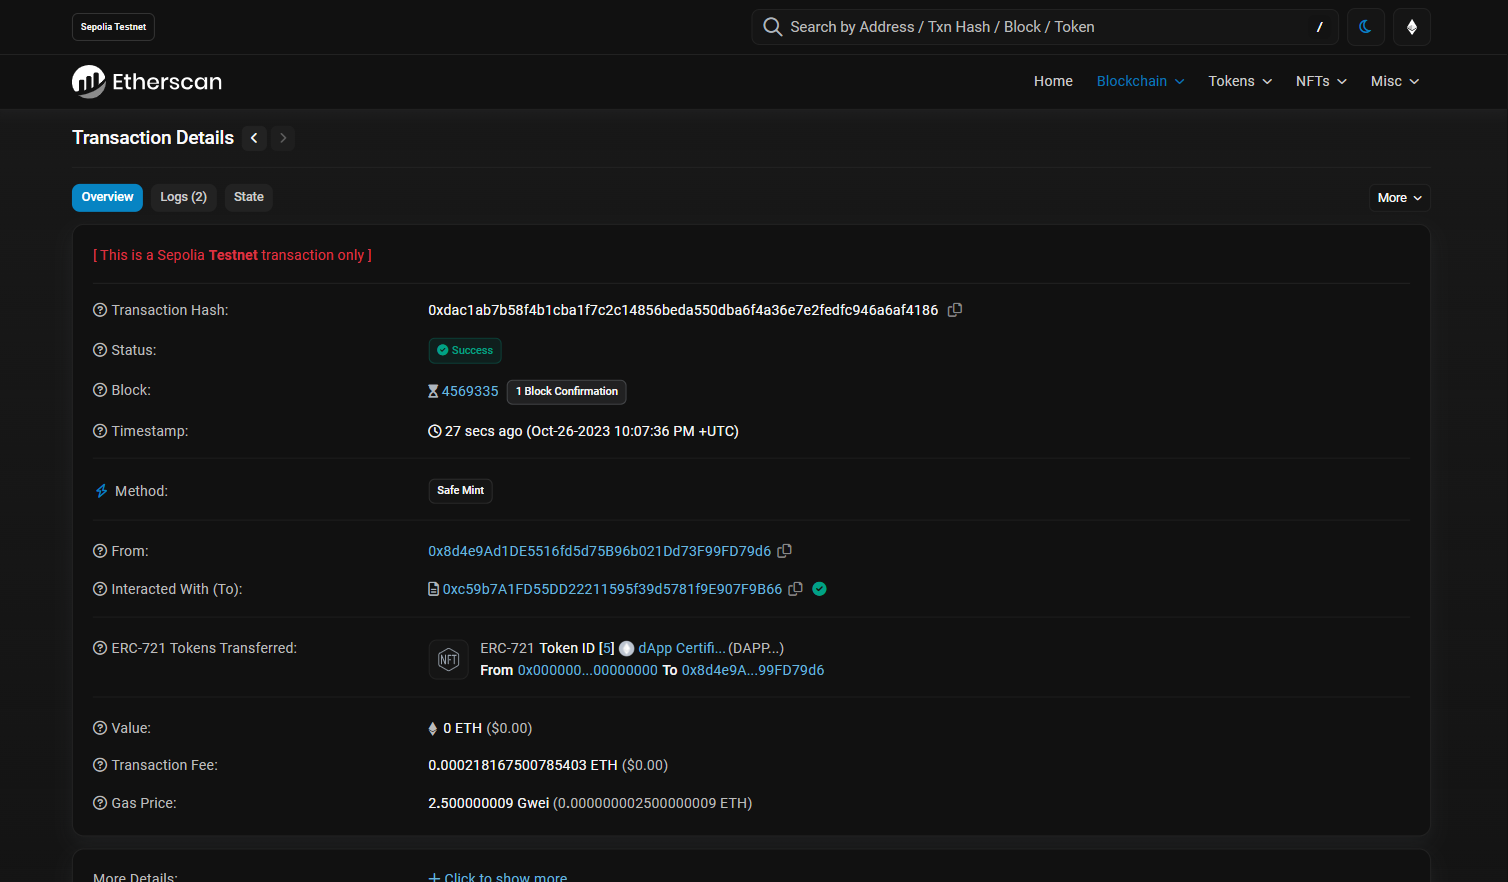 Sepolia Testnet
Search by Address / Txn Hash / Block / Token /
Etherscan
Home Blockchain Tokens NFTs Misc
Transaction Details
Overview Logs (2) State More
[ This is a Sepolia Testnet transaction only ]
Transaction Hash: 0xdac1ab7b58f4b1cba1f7c2c14856beda550dba6f4a36e7e2fedfc946a6af4186
Status: Success
Block: 4569335 1 Block Confirmation
Timestamp: 27 secs ago (Oct-26-2023 10:07:36 PM +UTC)
Method: Safe Mint
From: 0x8d4e9Ad1DE5516fd5d75B96b021Dd73F99FD79d6
Interacted With (To): 0xc59b7A1FD55DD22211595f39d5781f9E907F9B66
ERC-721 Tokens Transferred: NFT ERC-721 Token ID [5] dApp Certifi... (DAPP...)
From 0x000000...00000000 To 0x8d4e9A...99FD79d6
Value: 0 ETH ($0.00)
Transaction Fee: 0.000218167500785403 ETH ($0.00)
Gas Price: 2.500000009 Gwei (0.000000002500000009 ETH)
More Details: + Click to show more